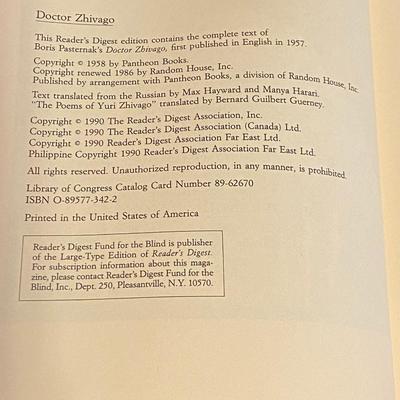 Doctor Zhivago
This Reader's Digest edition contains the complete text of
Boris Pasternak's Doctor Zhivago, first published in English in 1957.
Copyright © 1958 by Pantheon Books.
Copyright renewed 1986 by Random House, Inc.
Published by arrangement with Pantheon Books, a division of Random House, Inc.
Text translated from the Russian by Max Hayward and Manya Harari.
"The Poems of Yuri Zhivago" translated by Bernard Guilbert Guerney.
Copyright © 1990 The Reader's Digest Association, Inc.
Copyright © 1990 The Reader's Digest Association (Canada) Ltd.
Copyright © 1990 Reader's Digest Association Far East Ltd.
Philippine Copyright 1990 Reader's Digest Association Far East Ltd.
All rights reserved. Unauthorized reproduction, in any manner, is prohibited.
Library of Congress Catalog Card Number 89-62670
ISBN O-89577-342-2
Printed in the United States of America
Reader's Digest Fund for the Blind is publisher
of the Large-Type Edition of Reader's Digest.
For subscription information about this maga-
zine, please contact Reader's Digest Fund for the
Blind, Inc., Dept. 250, Pleasantville, N.Y. 10570.